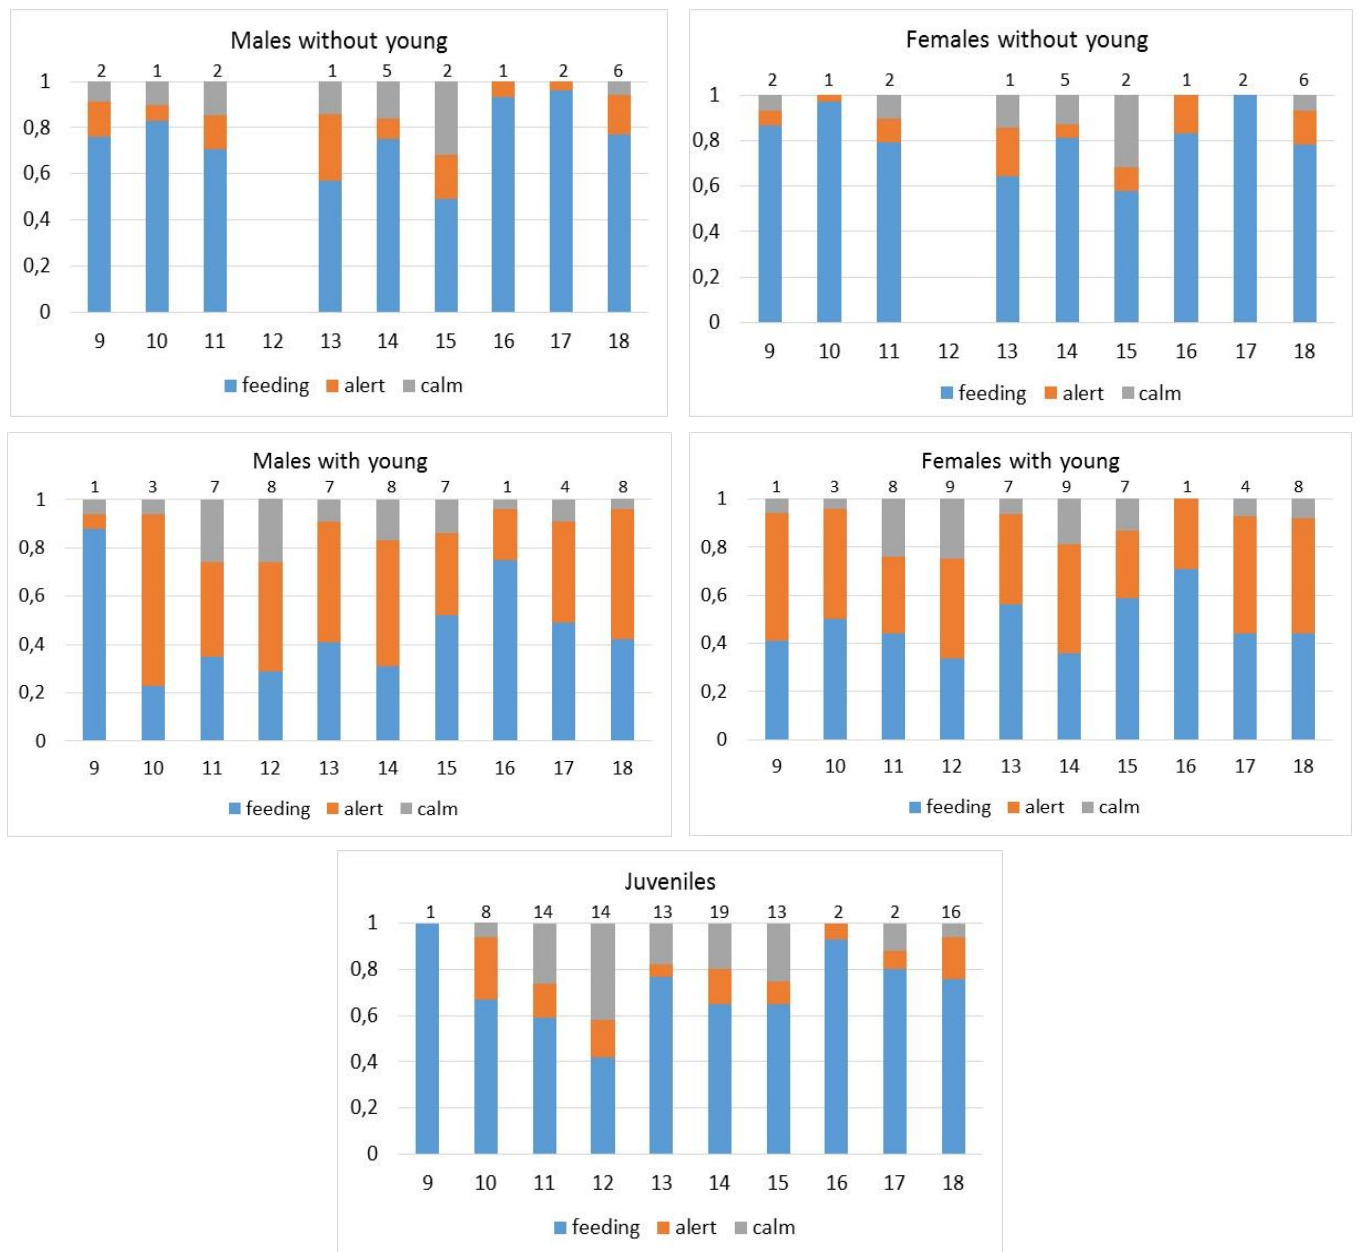 Males without young
2 1 2 1 5 2 1 2 6
1
0,8
0,6
0,4
0,2
0
9 10 11 12 13 14 15 16 17 18
feeding alert calm
Females without young
2 1 2 1 5 2 1 2 6
1
0,8
0,6
0,4
0,2
0
9 10 11 12 13 14 15 16 17 18
feeding alert calm
Males with young
1 3 7 8 7 8 7 1 4 8
1
0,8
0,6
0,4
0,2
0
9 10 11 12 13 14 15 16 17 18
feeding alert calm
Females with young
1 3 8 9 7 9 7 1 4 8
1
0,8
0,6
0,4
0,2
0
9 10 11 12 13 14 15 16 17 18
feeding alert calm
Juveniles
1 8 14 14 13 19 13 2 2 16
1
0,8
0,6
0,4
0,2
0
9 10 11 12 13 14 15 16 17 18
feeding alert calm